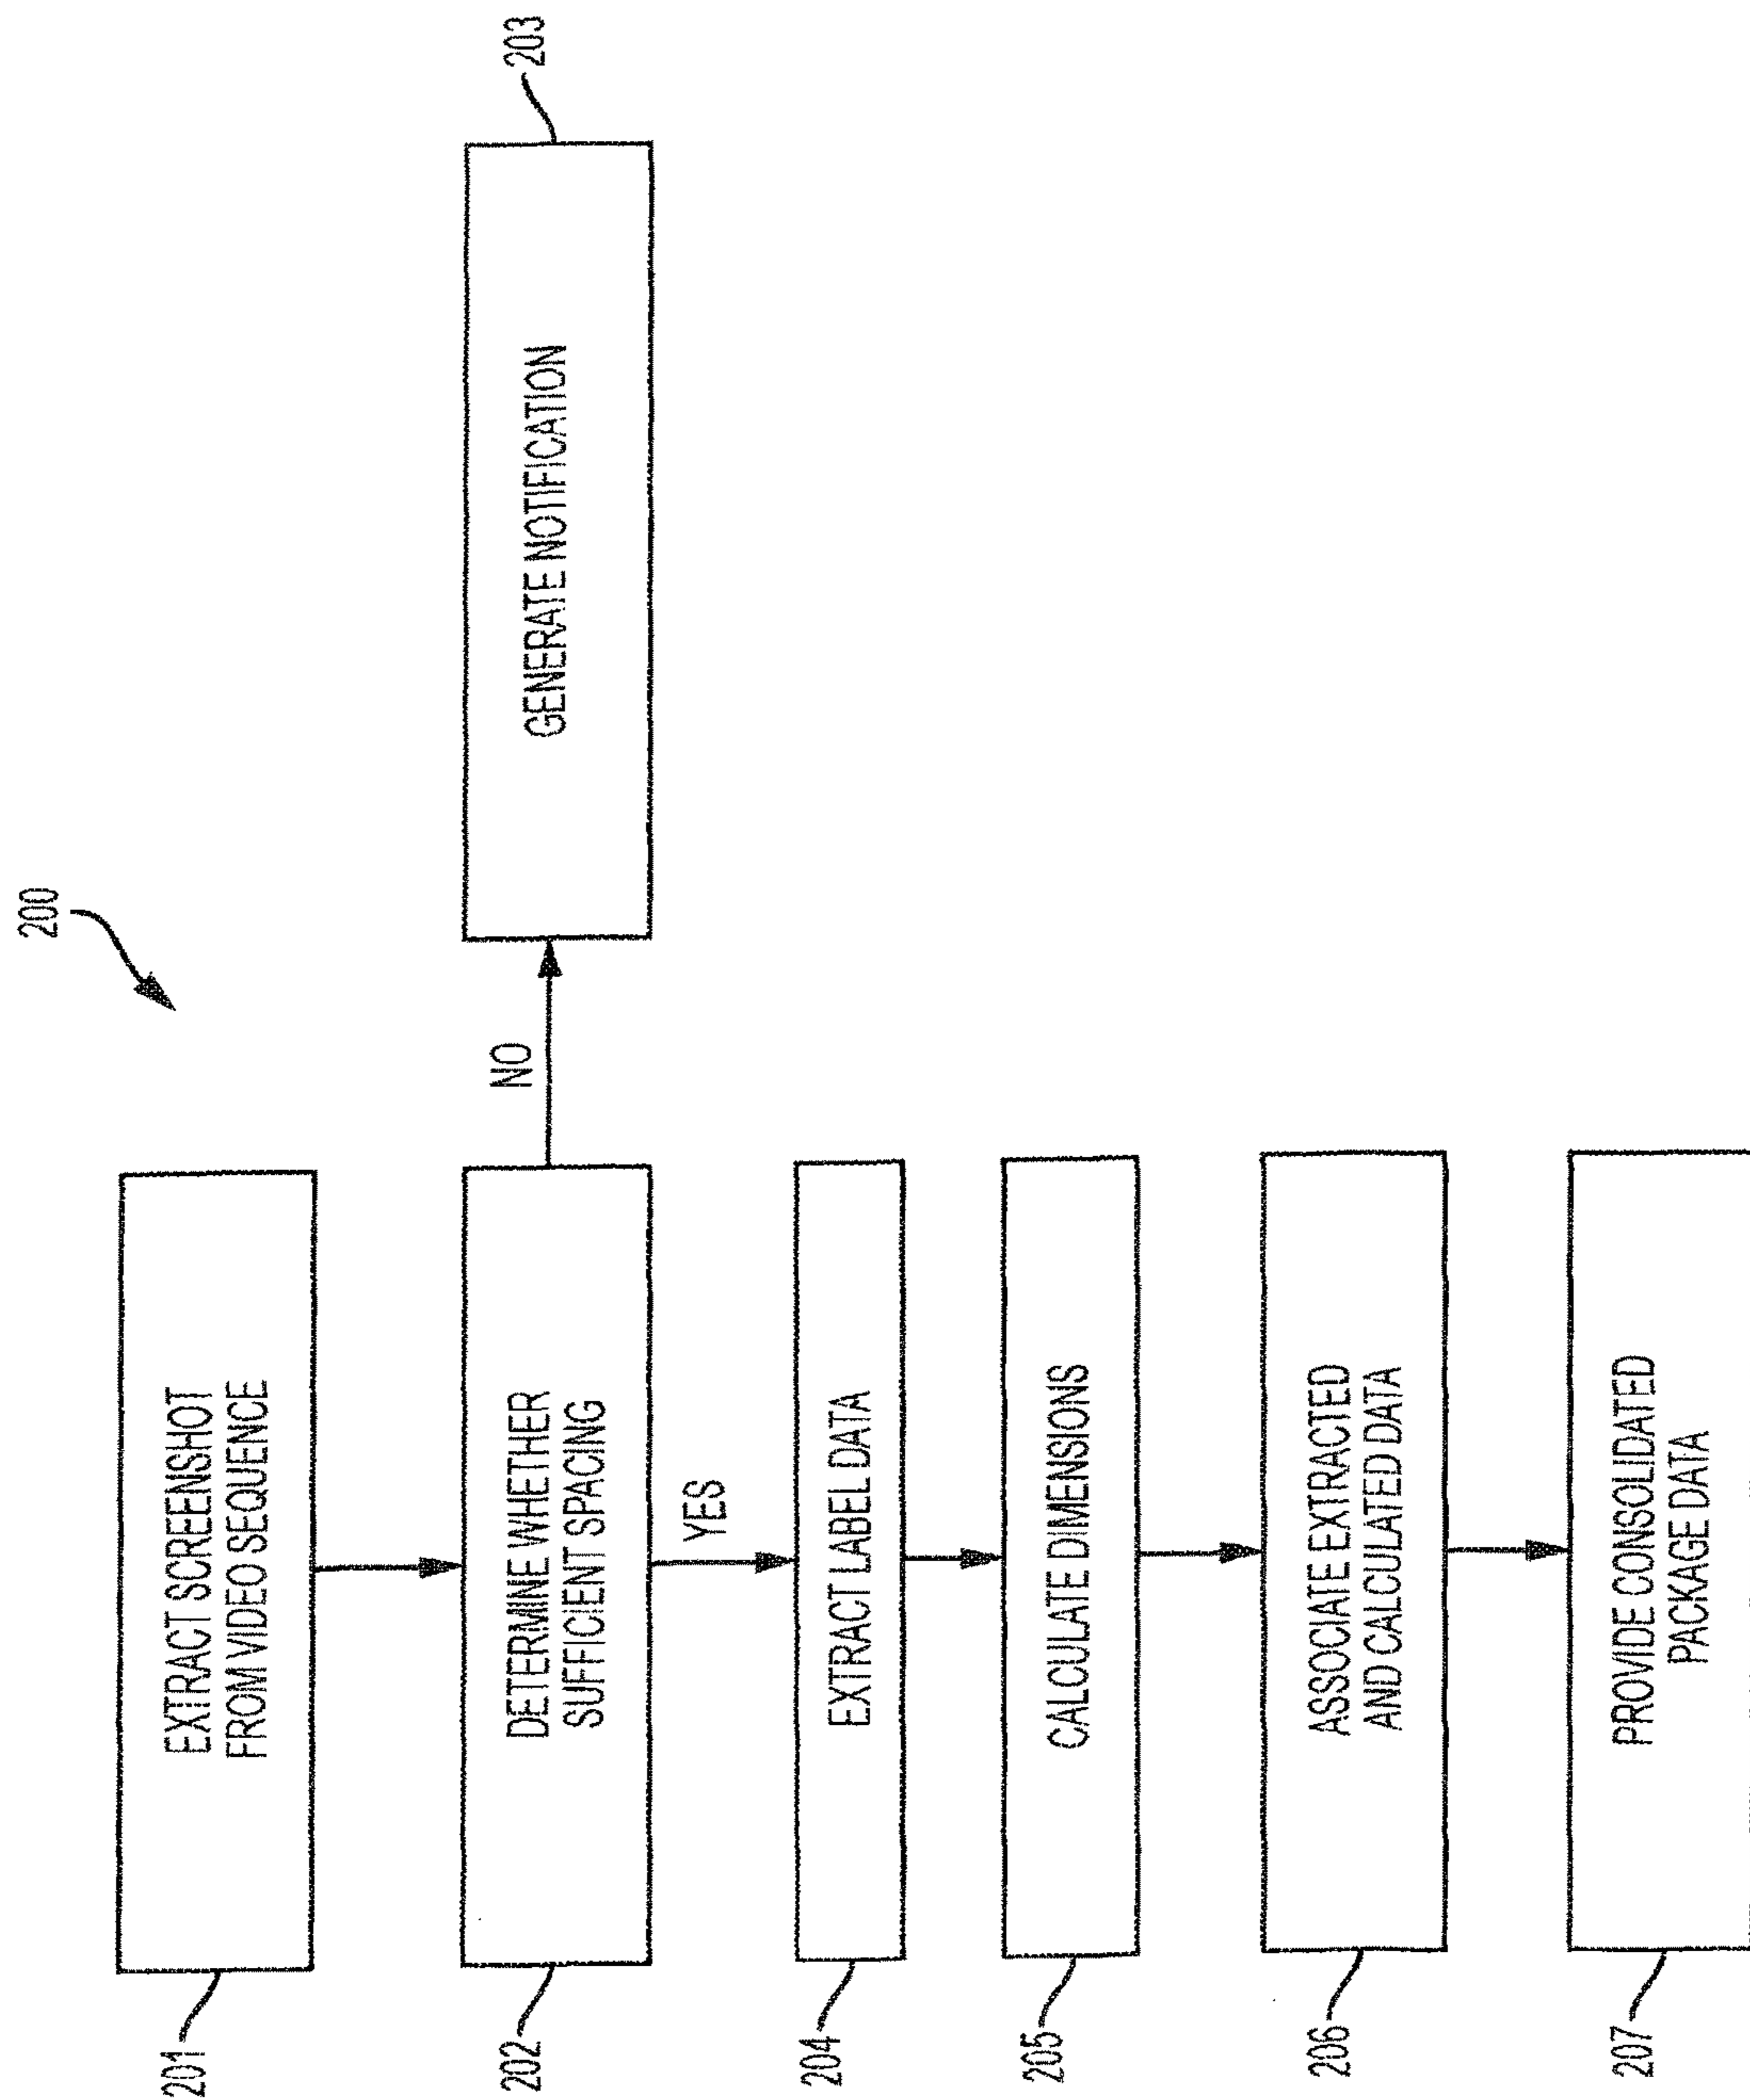 200
201
EXTRACT SCREENSHOT
FROM VIDEO SEQUENCE
202
DETERMINE WHETHER
SUFFICIENT SPACING
NO
203
GENERATE NOTIFICATION
YES
204
EXTRACT LABEL DATA
205
CALCULATE DIMENSIONS
206
ASSOCIATE EXTRACTED
AND CALCULATED DATA
207
PROVIDE CONSOLIDATED
PACKAGE DATA